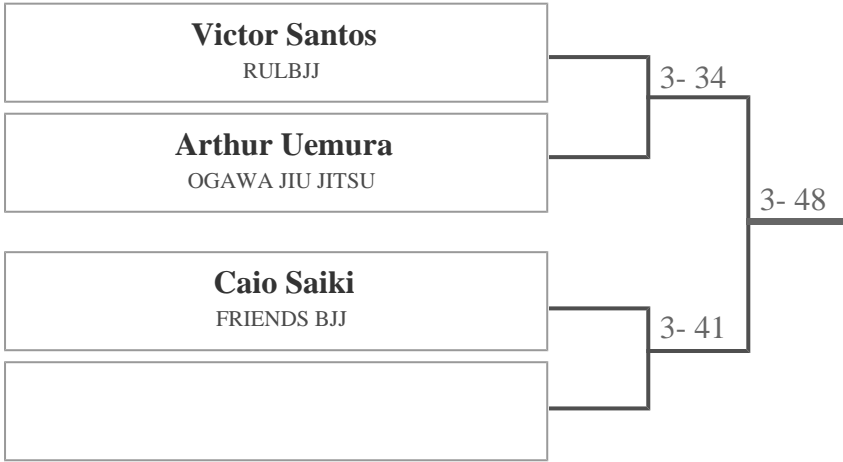 Victor Santos
RULBJJ
3- 34
Arthur Uemura
OGAWA JIU JITSU
3- 48
Caio Saiki
FRIENDS BJJ
3- 41